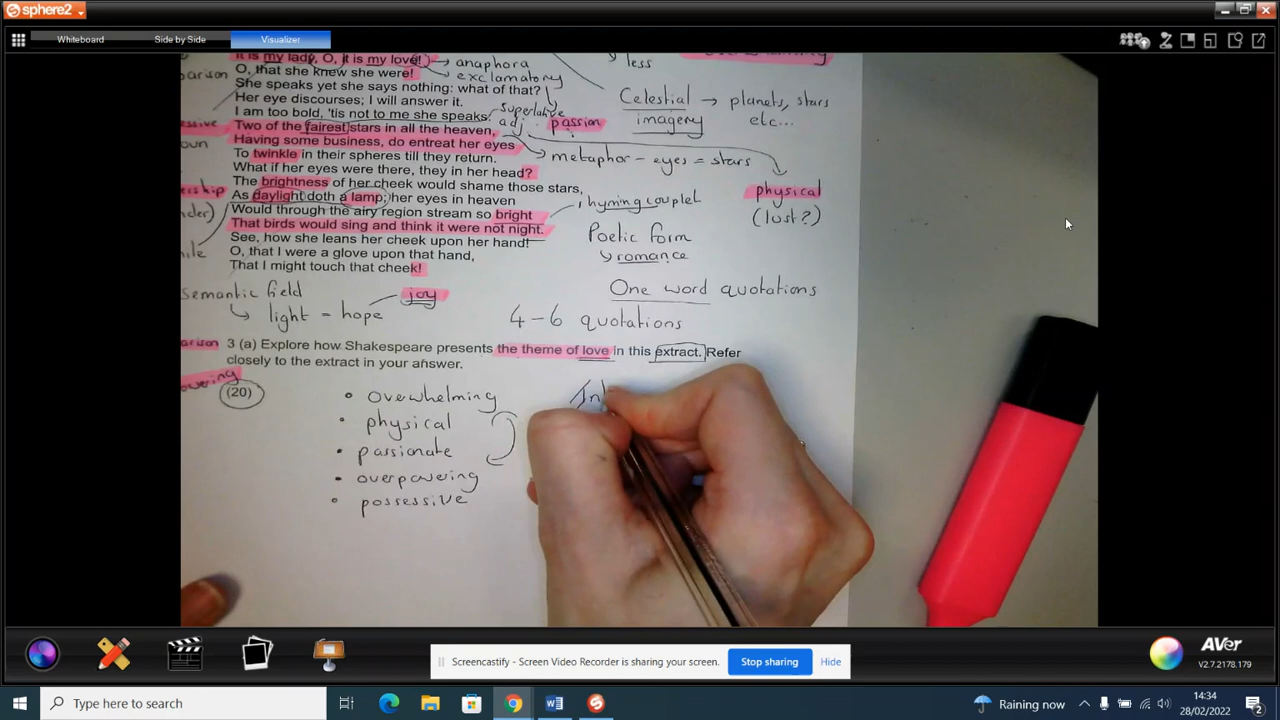 sphere2
Whiteboard
Side by Side
Visualizer
It is my lady, O, it is my love!
O, that she knew she were!
She speaks yet she says nothing: what of that?
Her eye discourses; I will answer it.
I am too bold, 'tis not to me she speaks:
Two of the fairest stars in all the heaven,
Having some business, do entreat her eyes
To twinkle in their spheres till they return.
What if her eyes were there, they in her head?
The brightness of her cheek would shame those stars,
As daylight doth a lamp; her eyes in heaven
Would through the airy region stream so bright
That birds would sing and think it were not night.
See, how she leans her cheek upon her hand!
O, that I were a glove upon that hand,
That I might touch that cheek!
anaphora
exclamatory
less
Celestial → planets, stars
imagery etc...
superlative
adj. passion
metaphor - eyes = stars
physical
(lust?)
rhyming couplet
Poetic form
↳ romance
Semantic field
↳ light = hope
joy
One word quotations
4-6 quotations
3 (a) Explore how Shakespeare presents the theme of love in this extract. Refer
closely to the extract in your answer.
(20)
• Overwhelming
• physical
• passionate
• overpowering
• possessive
AVer
V2.7.2178.179
Screencastify - Screen Video Recorder is sharing your screen.
Stop sharing
Hide
Type here to search
Raining now
14:34
28/02/2022
2